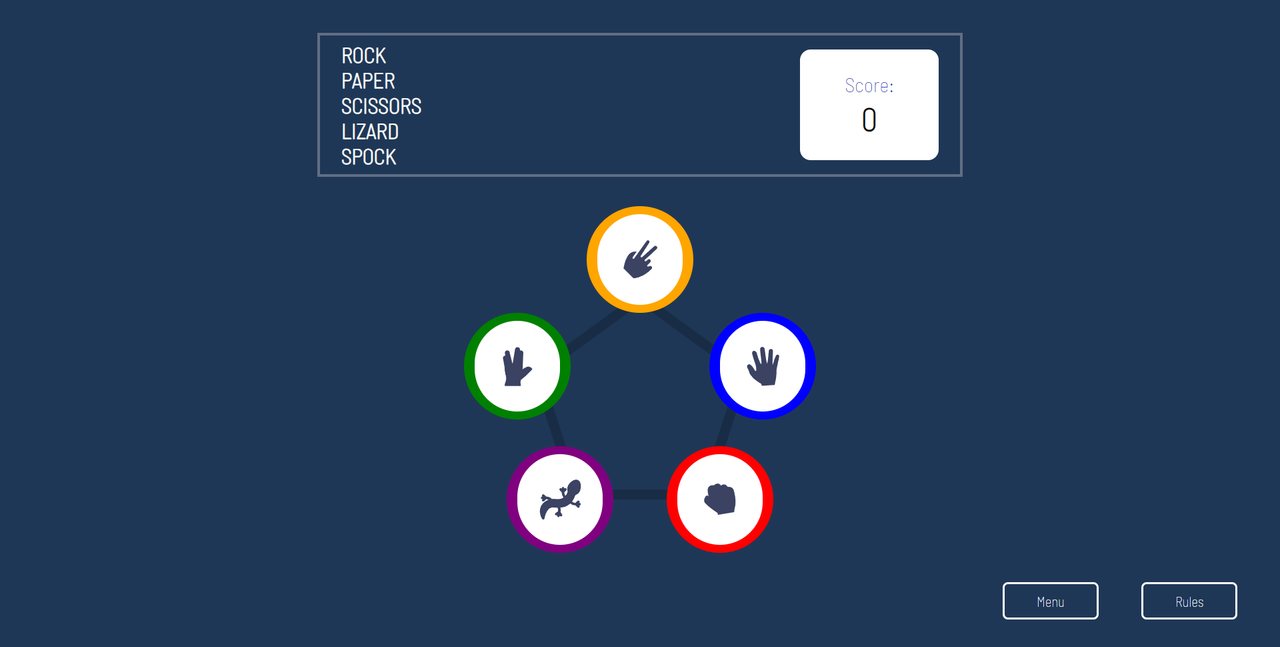 ROCK
PAPER
SCISSORS
LIZARD
SPOCK
Score:
0
Menu
Rules